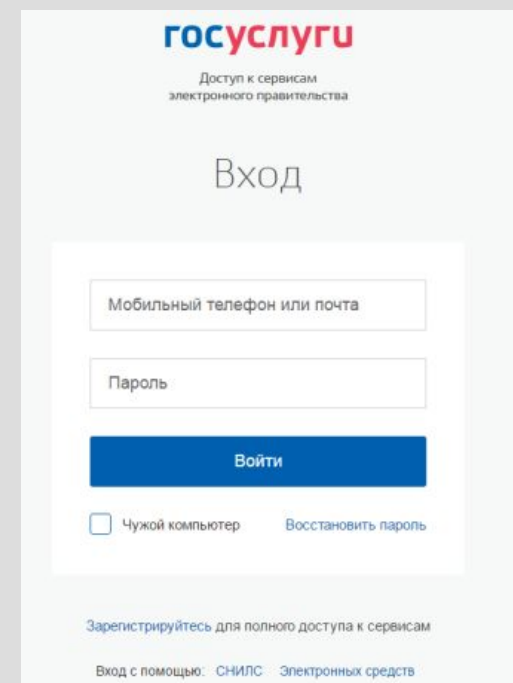 госуслуги
Доступ к сервисам
электронного правительства
Вход
Мобильный телефон или почта
Пароль
Войти
Чужой компьютер Восстановить пароль
Зарегистрируйтесь для полного доступа к сервисам
Вход с помощью: СНИЛС Электронных средств